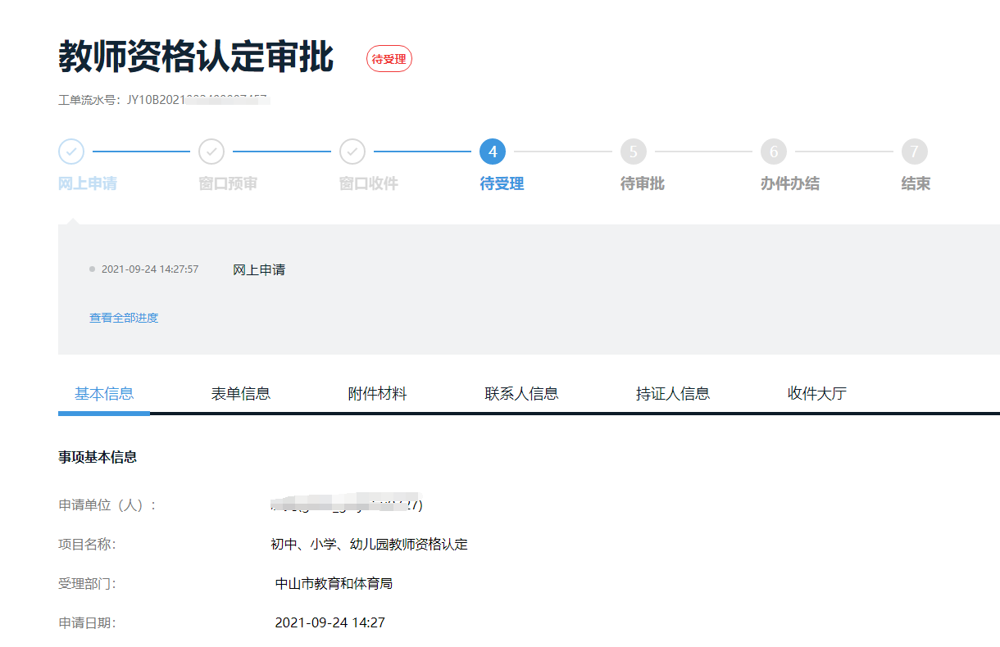 教师资格认定审批 待受理
工单流水号：JY10B2021
4 5 6 7
网上申请 窗口预审 窗口收件 待受理 待审批 办件办结 结束
2021-09-24 14:27:57 网上申请
查看全部进度
基本信息 表单信息 附件材料 联系人信息 持证人信息 收件大厅
事项基本信息
申请单位（人）：
项目名称： 初中、小学、幼儿园教师资格认定
受理部门： 中山市教育和体育局
申请日期： 2021-09-24 14:27